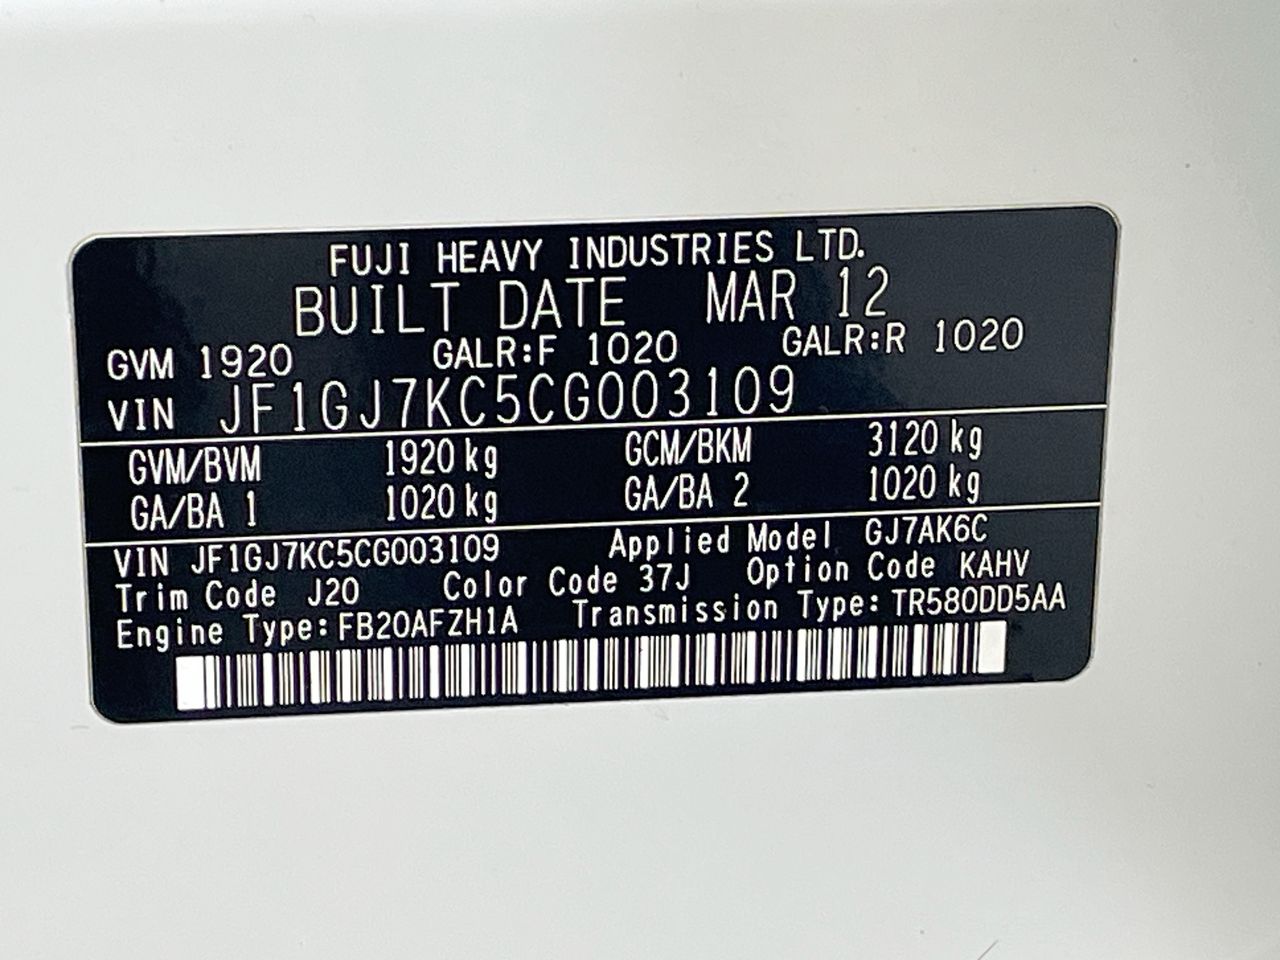 FUJI HEAVY INDUSTRIES LTD.
BUILT DATE MAR 12
GVM 1920 GALR:F 1020 GALR:R 1020
VIN JF1GJ7KC5CG003109
GVM/BVM 1920 kg GCM/BKM 3120 kg
GA/BA 1 1020 kg GA/BA 2 1020 kg
VIN JF1GJ7KC5CG003109 Applied Model GJ7AK6C
Trim Code J20 Color Code 37J Option Code KAHV
Engine Type: FB20AFZH1A Transmission Type: TR580DD5AA